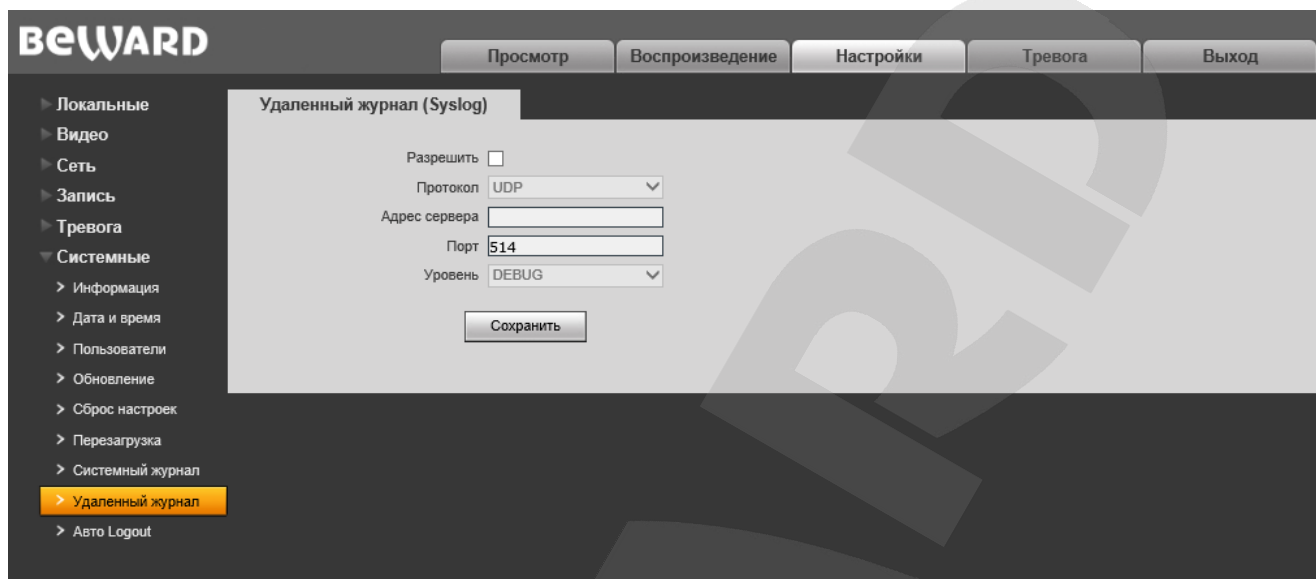 BEWARD
Просмотр
Воспроизведение
Настройки
Тревога
Выход
Локальные
Видео
Сеть
Запись
Тревога
Системные
Информация
Дата и время
Пользователи
Обновление
Сброс настроек
Перезагрузка
Системный журнал
Удаленный журнал
Авто Logout
Удаленный журнал (Syslog)
Разрешить
Протокол UDP
Адрес сервера
Порт 514
Уровень DEBUG
Сохранить